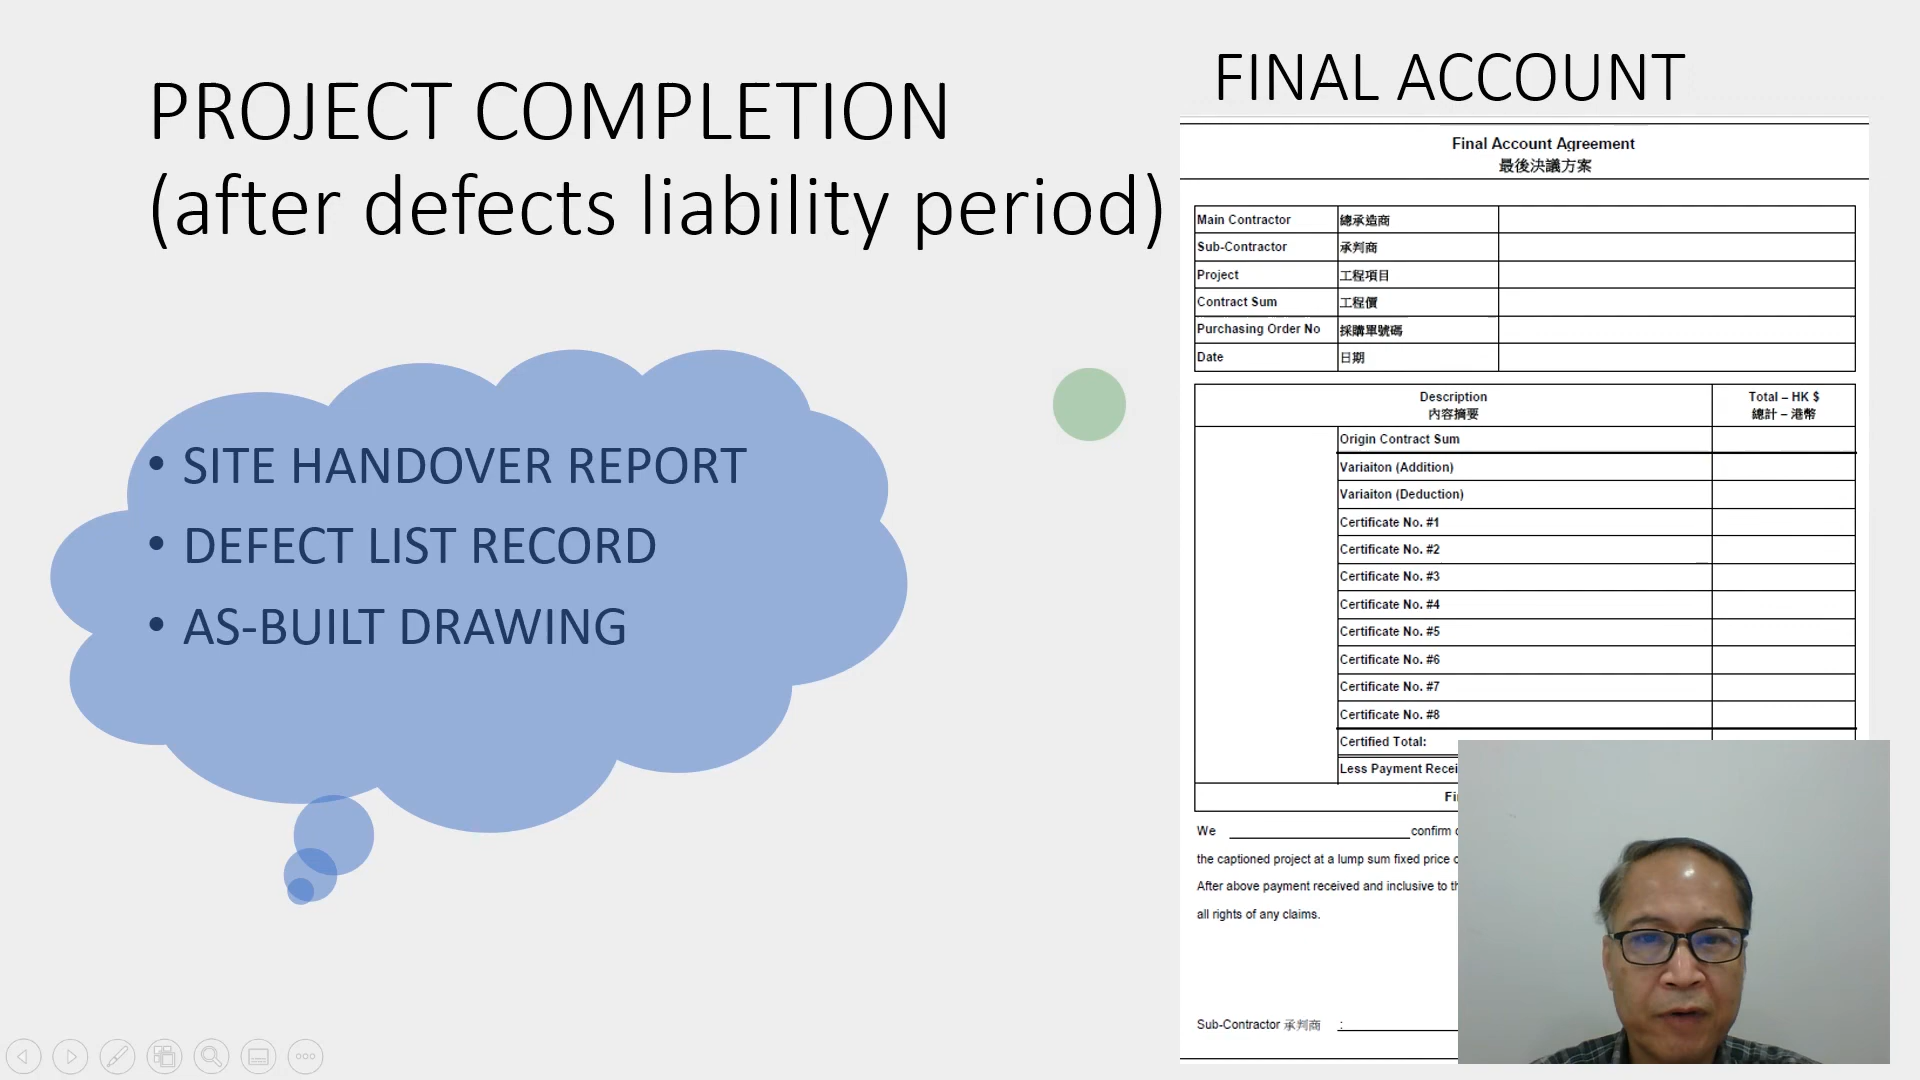 PROJECT COMPLETION
(after defects liability period)
• SITE HANDOVER REPORT
• DEFECT LIST RECORD
• AS-BUILT DRAWING
FINAL ACCOUNT
Final Account Agreement
最後決議方案
Main Contractor 總承造商
Sub-Contractor 承判商
Project 工程項目
Contract Sum 工程價
Purchasing Order No 採購單號碼
Date 日期
Description Total – HK $
內容摘要 總計 – 港幣
Origin Contract Sum
Variaiton (Addition)
Variaiton (Deduction)
Certificate No. #1
Certificate No. #2
Certificate No. #3
Certificate No. #4
Certificate No. #5
Certificate No. #6
Certificate No. #7
Certificate No. #8
Certified Total:
Less Payment
We confirm
the captioned project at a lump sum fixed price
After above payment received and inclusive to
all rights of any claims.
Sub-Contractor 承判商 :